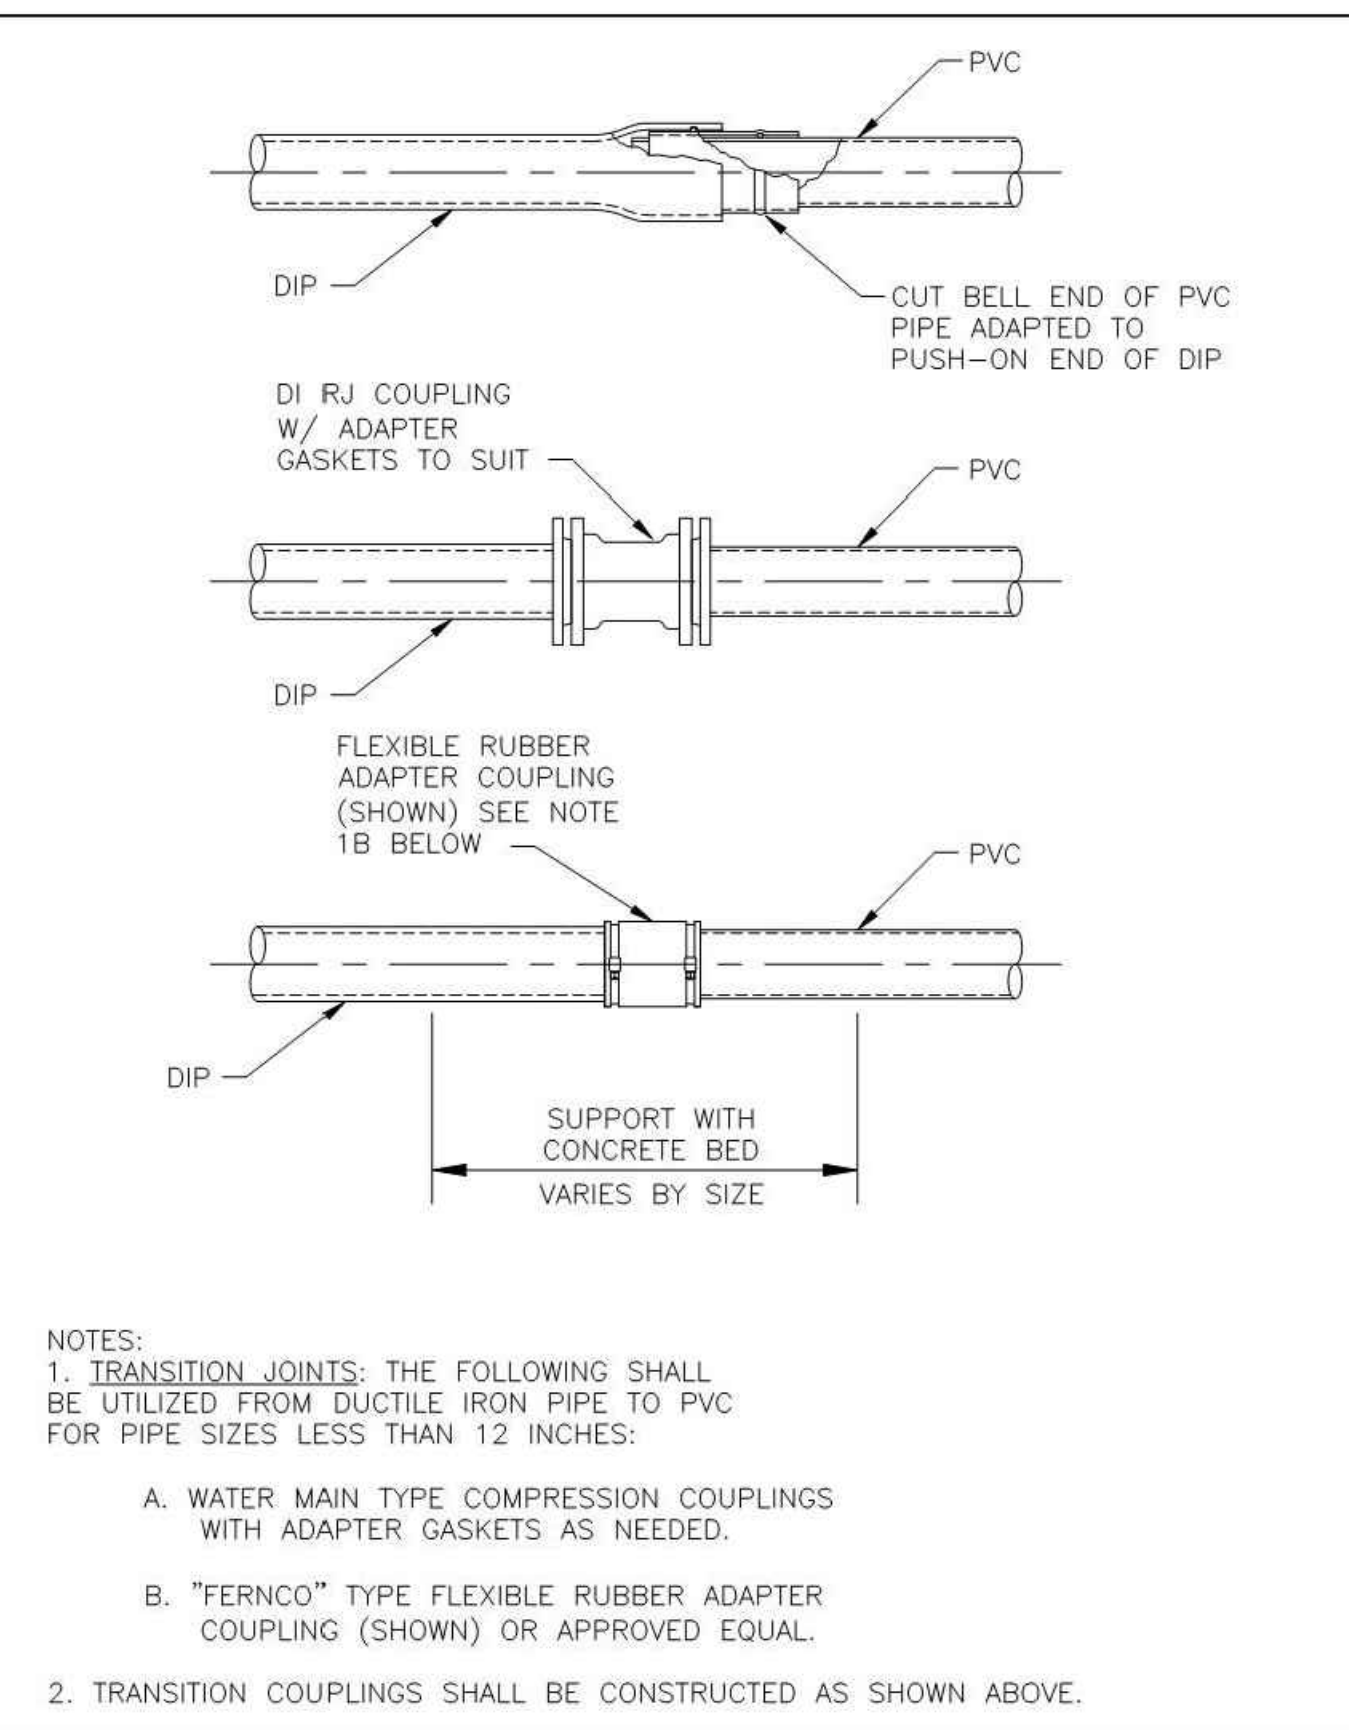 PVC
DIP
CUT BELL END OF PVC
PIPE ADAPTED TO
PUSH-ON END OF DIP
DI RJ COUPLING
W/ ADAPTER
GASKETS TO SUIT
PVC
DIP
FLEXIBLE RUBBER
ADAPTER COUPLING
(SHOWN) SEE NOTE
1B BELOW
PVC
DIP
SUPPORT WITH
CONCRETE BED
VARIES BY SIZE
NOTES:
1. TRANSITION JOINTS: THE FOLLOWING SHALL
BE UTILIZED FROM DUCTILE IRON PIPE TO PVC
FOR PIPE SIZES LESS THAN 12 INCHES:
A. WATER MAIN TYPE COMPRESSION COUPLINGS
WITH ADAPTER GASKETS AS NEEDED.
B. "FERNCO" TYPE FLEXIBLE RUBBER ADAPTER
COUPLING (SHOWN) OR APPROVED EQUAL.
2. TRANSITION COUPLINGS SHALL BE CONSTRUCTED AS SHOWN ABOVE.